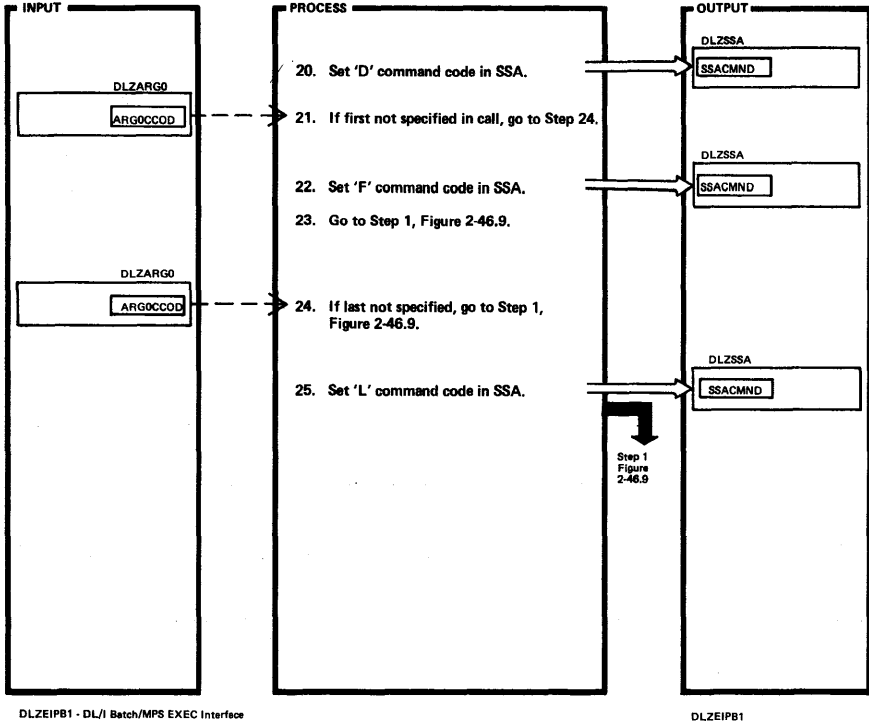 INPUT
PROCESS
OUTPUT
DLZSSA
20. Set 'D' command code in SSA.
SSACMND
DLZARG0
ARG0CCOD
21. If first not specified in call, go to Step 24.
DLZSSA
22. Set 'F' command code in SSA.
SSACMND
23. Go to Step 1, Figure 2-46.9.
DLZARG0
ARG0CCOD
24. If last not specified, go to Step 1,
Figure 2-46.9.
DLZSSA
25. Set 'L' command code in SSA.
SSACMND
Step 1
Figure
2-46.9
DLZEIPB1 - DL/I Batch/MPS EXEC Interface
DLZEIPB1